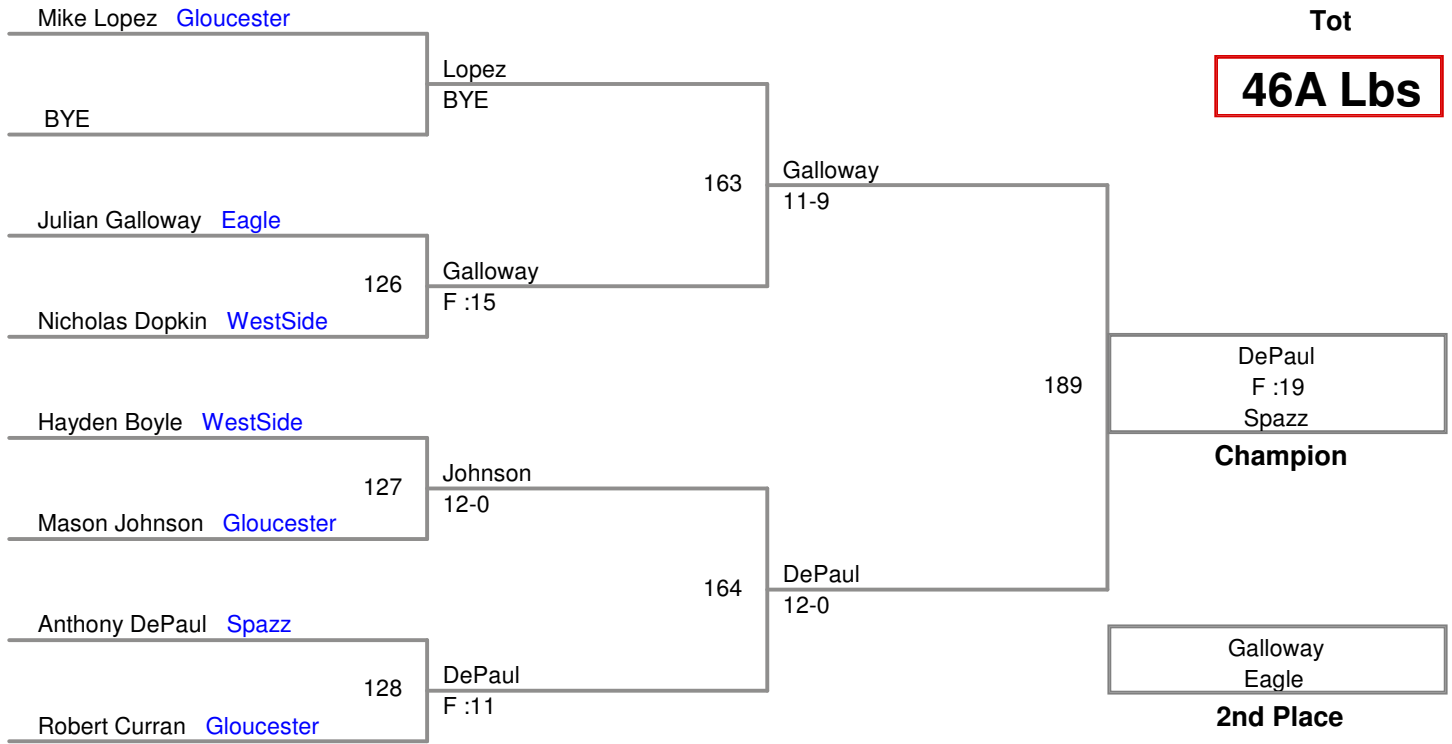 Mike Lopez Gloucester
Tot
Lopez
46A Lbs
BYE
BYE
163
Galloway
11-9
Julian Galloway Eagle
126
Galloway
F :15
Nicholas Dopkin WestSide
DePaul
189
F :19
Spazz
Hayden Boyle WestSide
Champion
127
Johnson
12-0
Mason Johnson Gloucester
164
DePaul
12-0
Anthony DePaul Spazz
Galloway
Eagle
128
DePaul
F :11
2nd Place
Robert Curran Gloucester